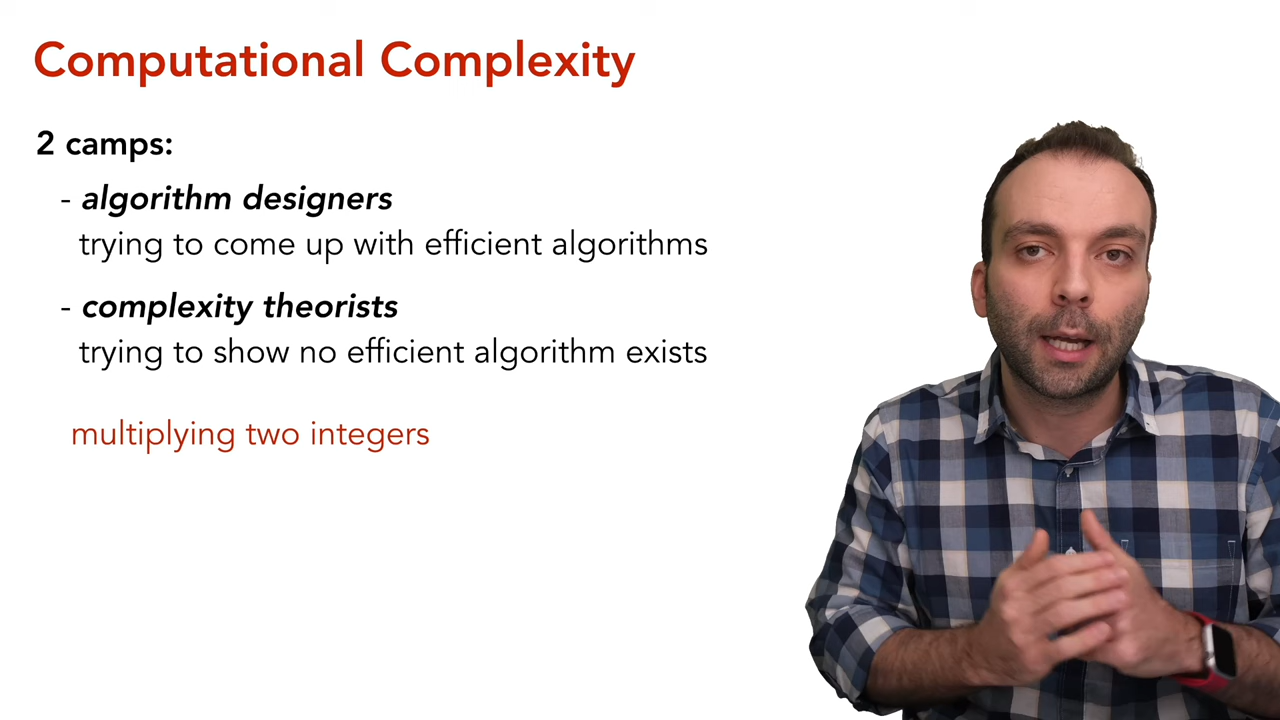 Computational Complexity
2 camps:
- algorithm designers
trying to come up with efficient algorithms
- complexity theorists
trying to show no efficient algorithm exists
multiplying two integers